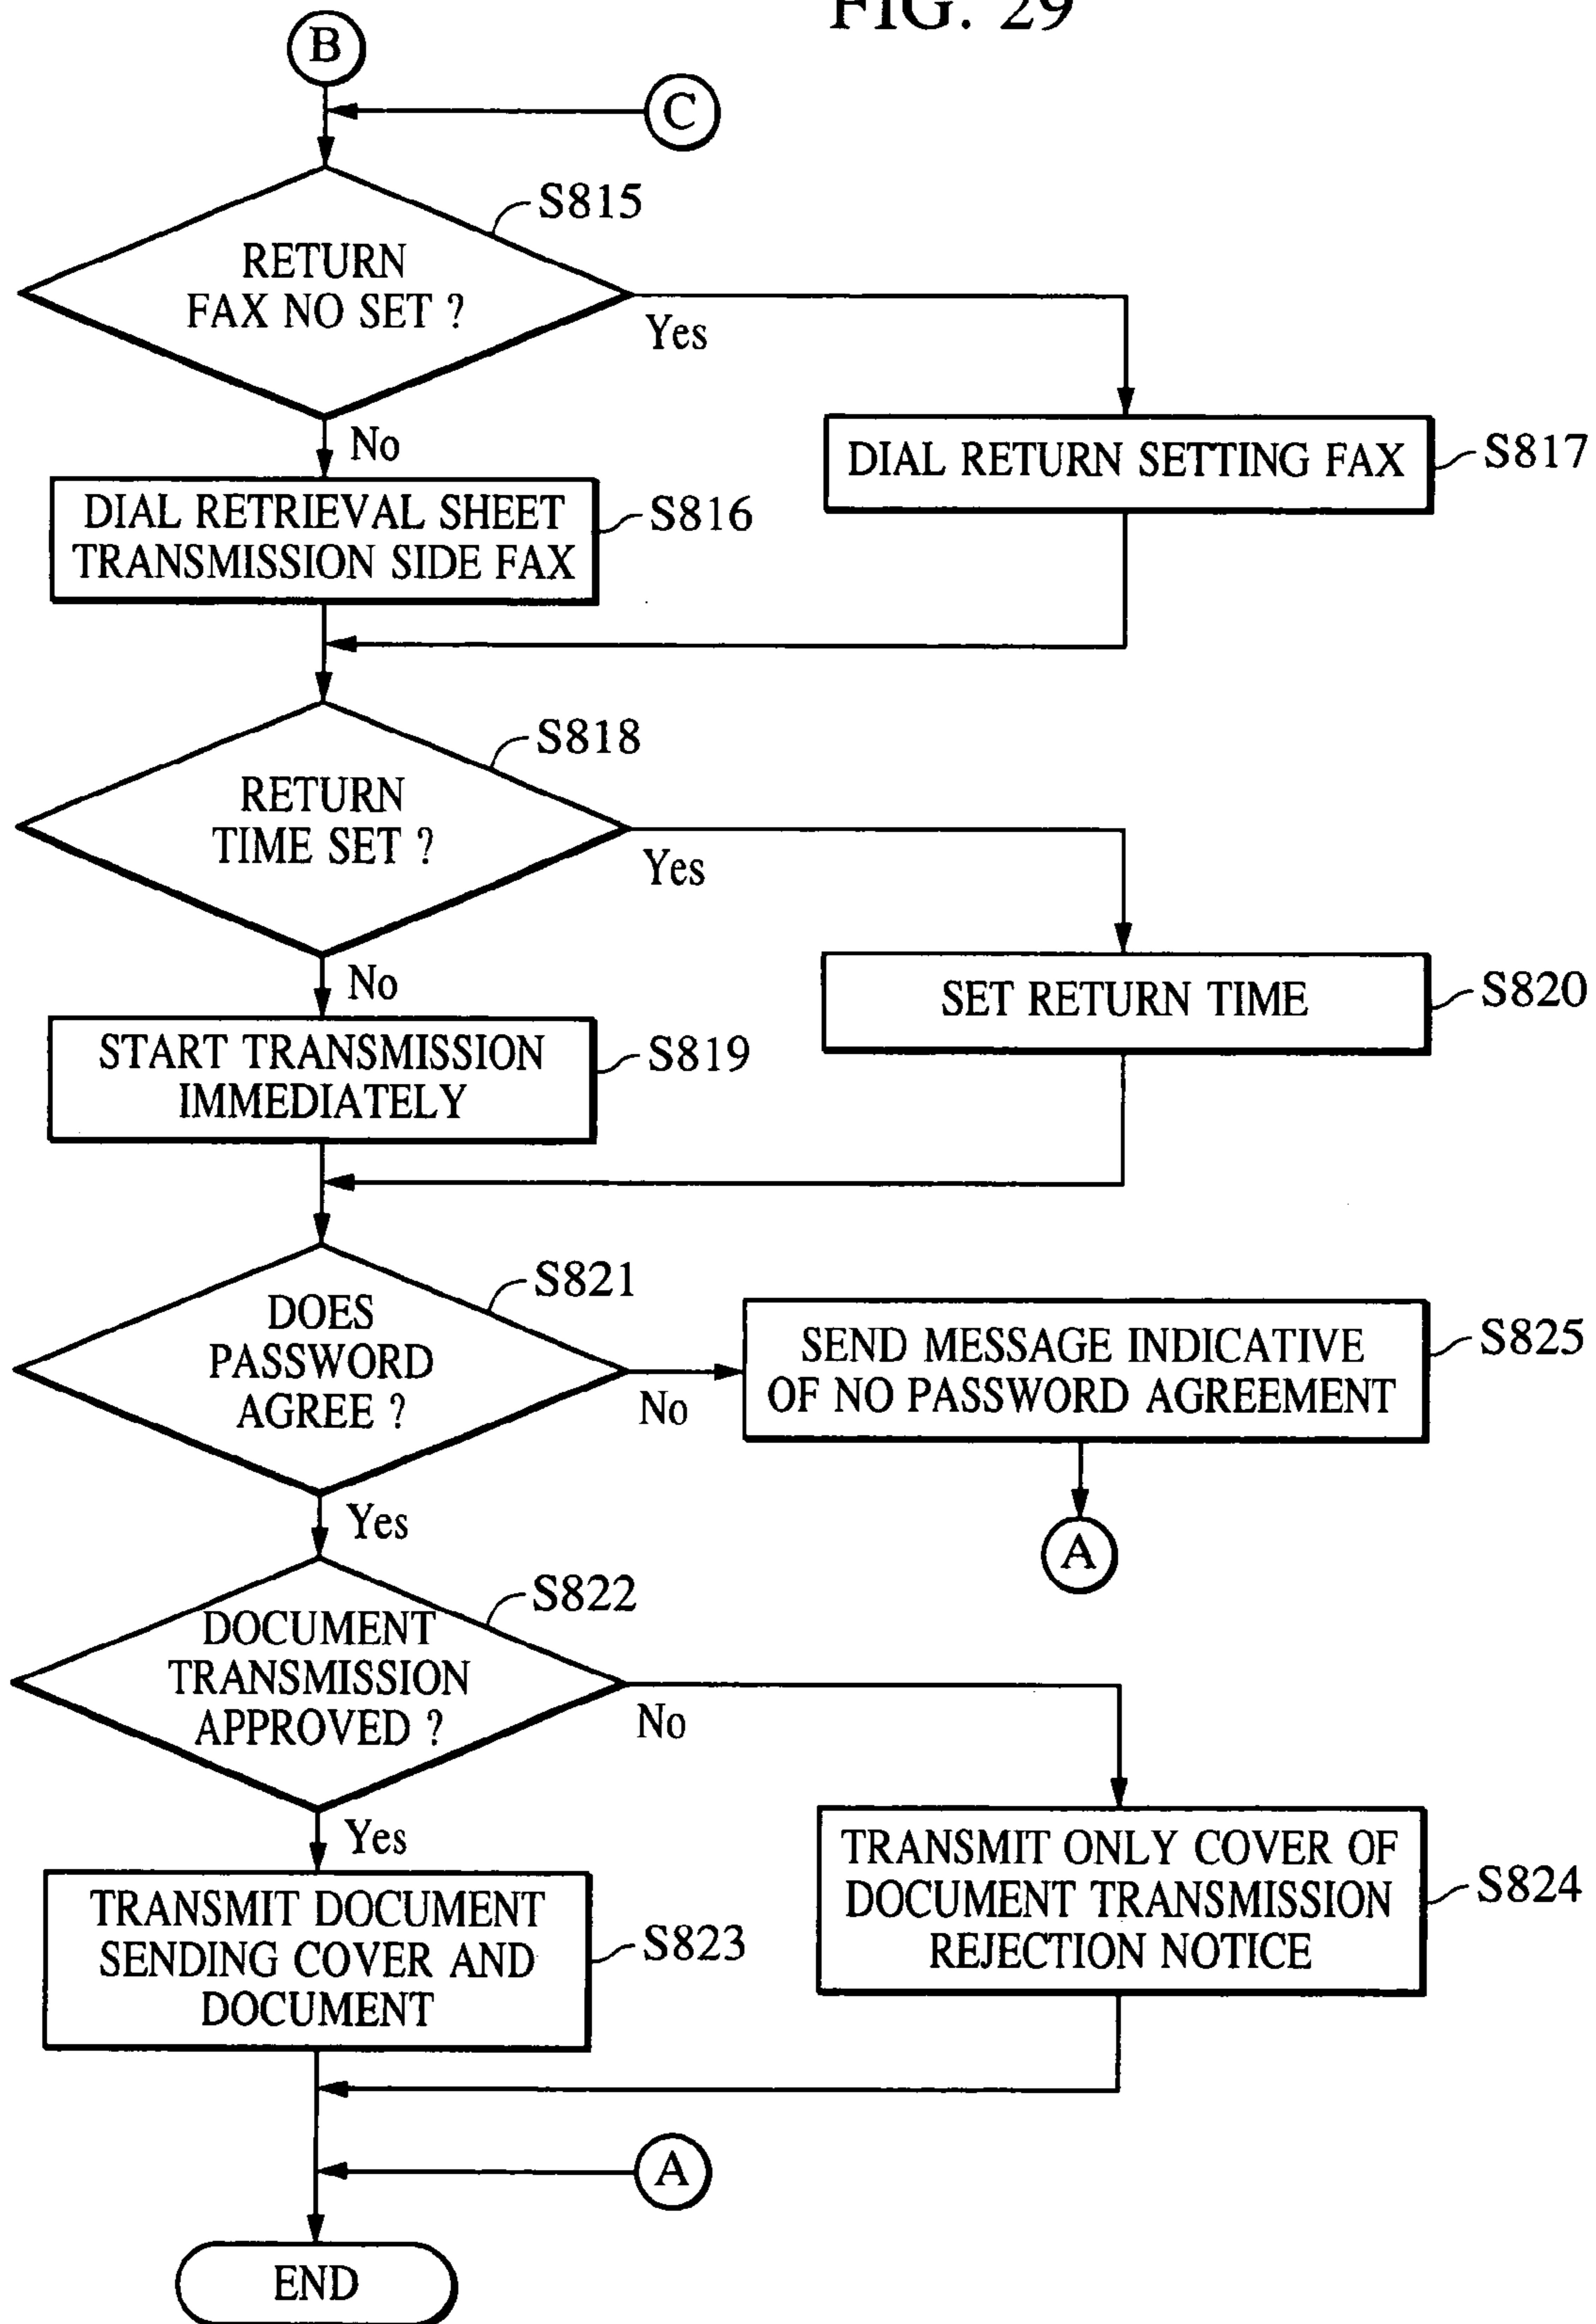 FIG. 29
B
C
S815
RETURN
FAX NO SET ?
Yes
No
DIAL RETURN SETTING FAX
S817
DIAL RETRIEVAL SHEET
TRANSMISSION SIDE FAX
S816
S818
RETURN
TIME SET ?
Yes
No
SET RETURN TIME
S820
START TRANSMISSION
IMMEDIATELY
S819
S821
DOES
PASSWORD
AGREE ?
No
SEND MESSAGE INDICATIVE
OF NO PASSWORD AGREEMENT
S825
Yes
A
S822
DOCUMENT
TRANSMISSION
APPROVED ?
No
Yes
TRANSMIT ONLY COVER OF
DOCUMENT TRANSMISSION
REJECTION NOTICE
S824
TRANSMIT DOCUMENT
SENDING COVER AND
DOCUMENT
S823
A
END